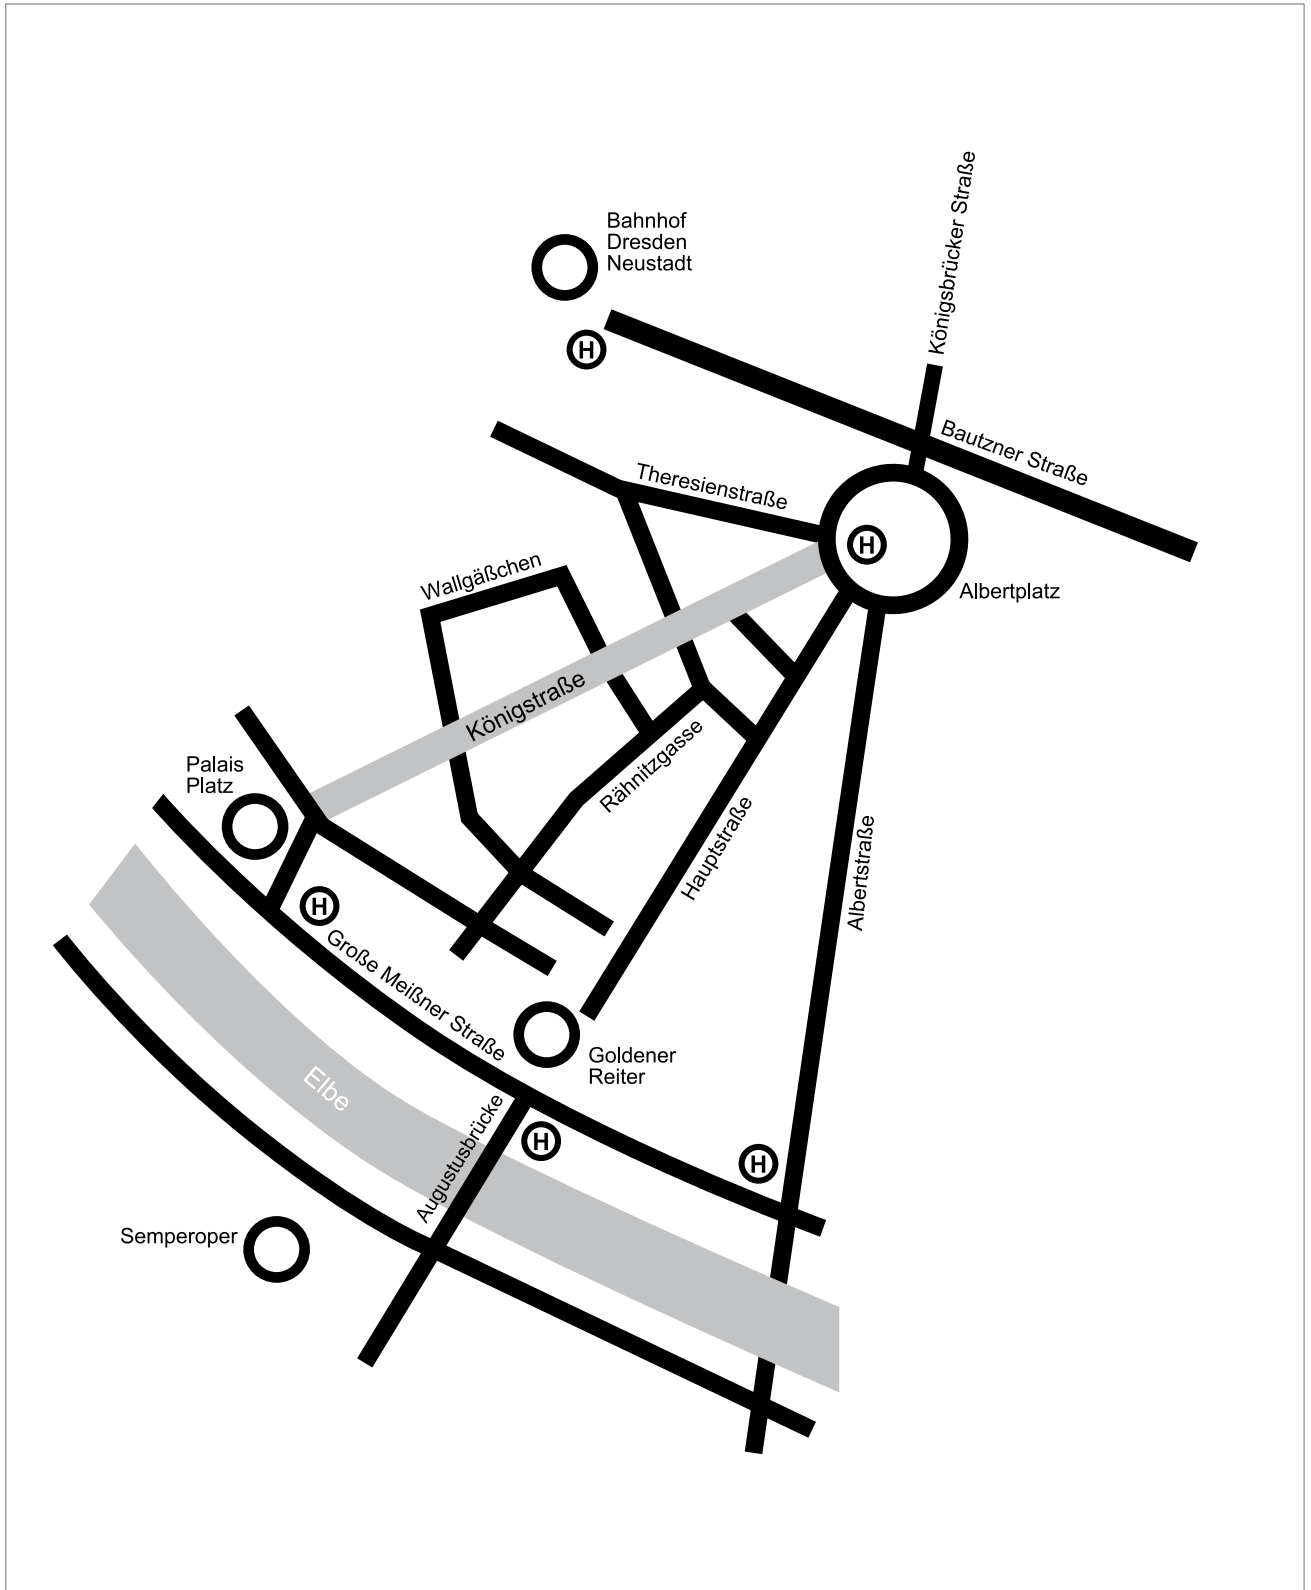 Königsbrücker Straße
Bahnhof
Dresden
Neustadt
H
Bautzner Straße
Theresienstraße
H
Wallgäßchen
Albertplatz
Königstraße
Palais
Platz
Rähnitzgasse
Hauptstraße
Albertstraße
H
Große Meißner Straße
Goldener
Reiter
Elbe
Augustusbrücke
H
H
Semperoper